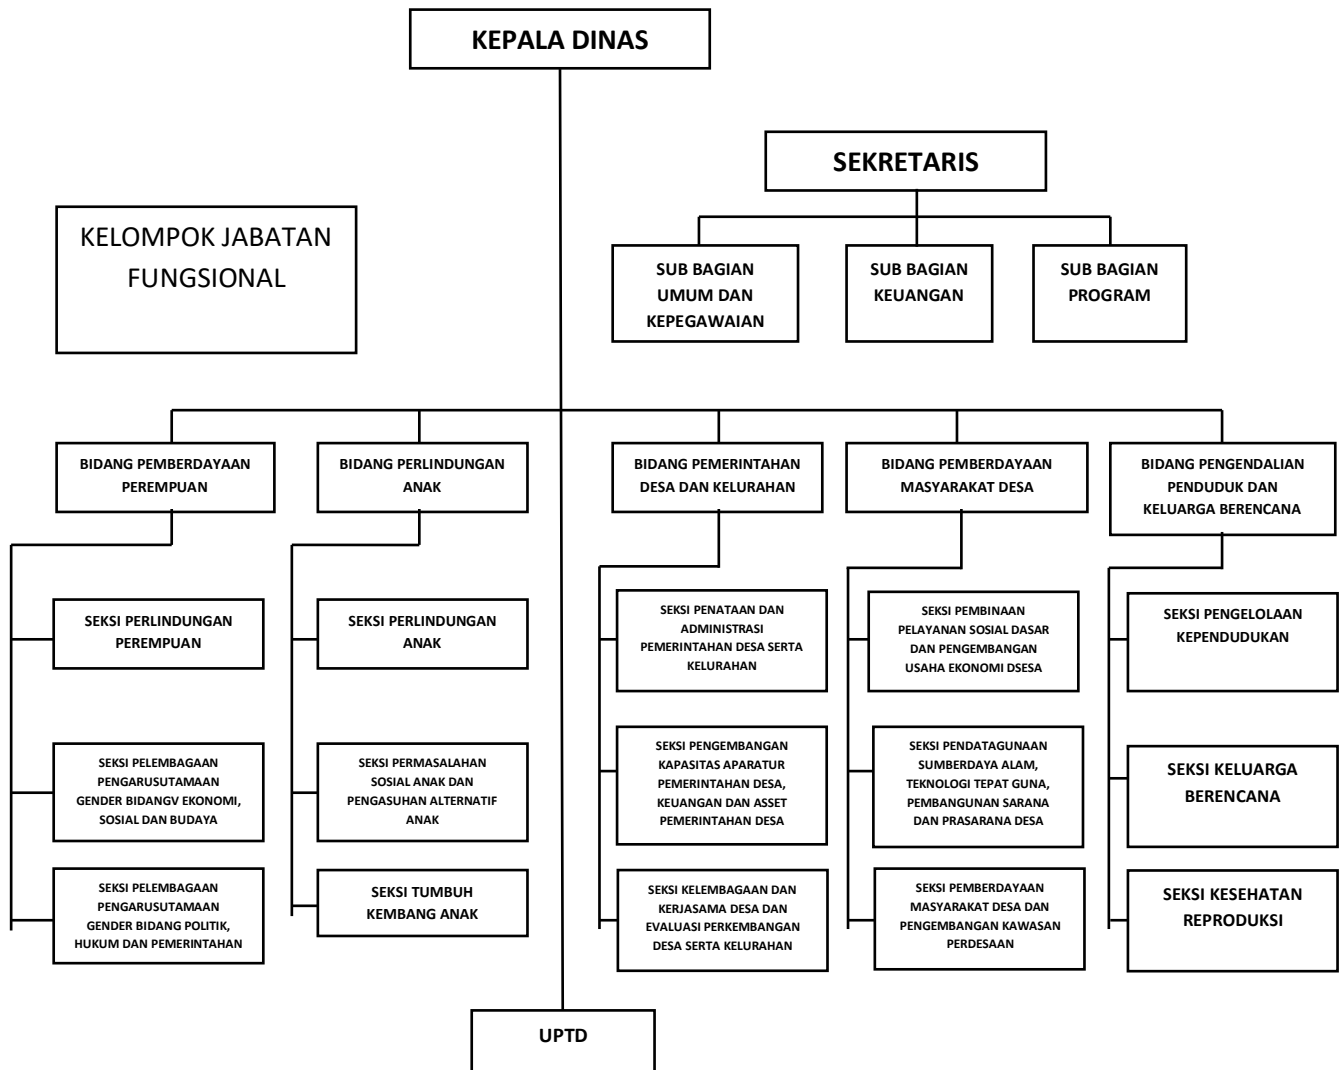 KEPALA DINAS
SEKRETARIS
KELOMPOK JABATAN
FUNGSIONAL
SUB BAGIAN
UMUM DAN
KEPEGAWAIAN
SUB BAGIAN
KEUANGAN
SUB BAGIAN
PROGRAM
BIDANG PEMBERDAYAAN
PEREMPUAN
BIDANG PERLINDUNGAN
ANAK
BIDANG PEMERINTAHAN
DESA DAN KELURAHAN
BIDANG PEMBERDAYAAN
MASYARAKAT DESA
BIDANG PENGENDALIAN
PENDUDUK DAN
KELUARGA BERENCANA
SEKSI PERLINDUNGAN
PEREMPUAN
SEKSI PERLINDUNGAN
ANAK
SEKSI PENATAAN DAN
ADMINISTRASI
PEMERINTAHAN DESA SERTA
KELURAHAN
SEKSI PEMBINAAN
PELAYANAN SOSIAL DASAR
DAN PENGEMBANGAN
USAHA EKONOMI DSESA
SEKSI PENGELOLAAN
KEPENDUDUKAN
SEKSI PELEMBAGAAN
PENGARUSUTAMAAN
GENDER BIDANGV EKONOMI,
SOSIAL DAN BUDAYA
SEKSI PERMASALAHAN
SOSIAL ANAK DAN
PENGASUHAN ALTERNATIF
ANAK
SEKSI PENGEMBANGAN
KAPASITAS APARATUR
PEMERINTAHAN DESA,
KEUANGAN DAN ASSET
PEMERINTAHAN DESA
SEKSI PENDATAGUNAAN
SUMBERDAYA ALAM,
TEKNOLOGI TEPAT GUNA,
PEMBANGUNAN SARANA
DAN PRASARANA DESA
SEKSI KELUARGA
BERENCANA
SEKSI PELEMBAGAAN
PENGARUSUTAMAAN
GENDER BIDANG POLITIK,
HUKUM DAN PEMERINTAHAN
SEKSI TUMBUH
KEMBANG ANAK
SEKSI KELEMBAGAAN DAN
KERJASAMA DESA DAN
EVALUASI PERKEMBANGAN
DESA SERTA KELURAHAN
SEKSI PEMBERDAYAAN
MASYARAKAT DESA DAN
PENGEMBANGAN KAWASAN
PERDESAAN
SEKSI KESEHATAN
REPRODUKSI
UPTD